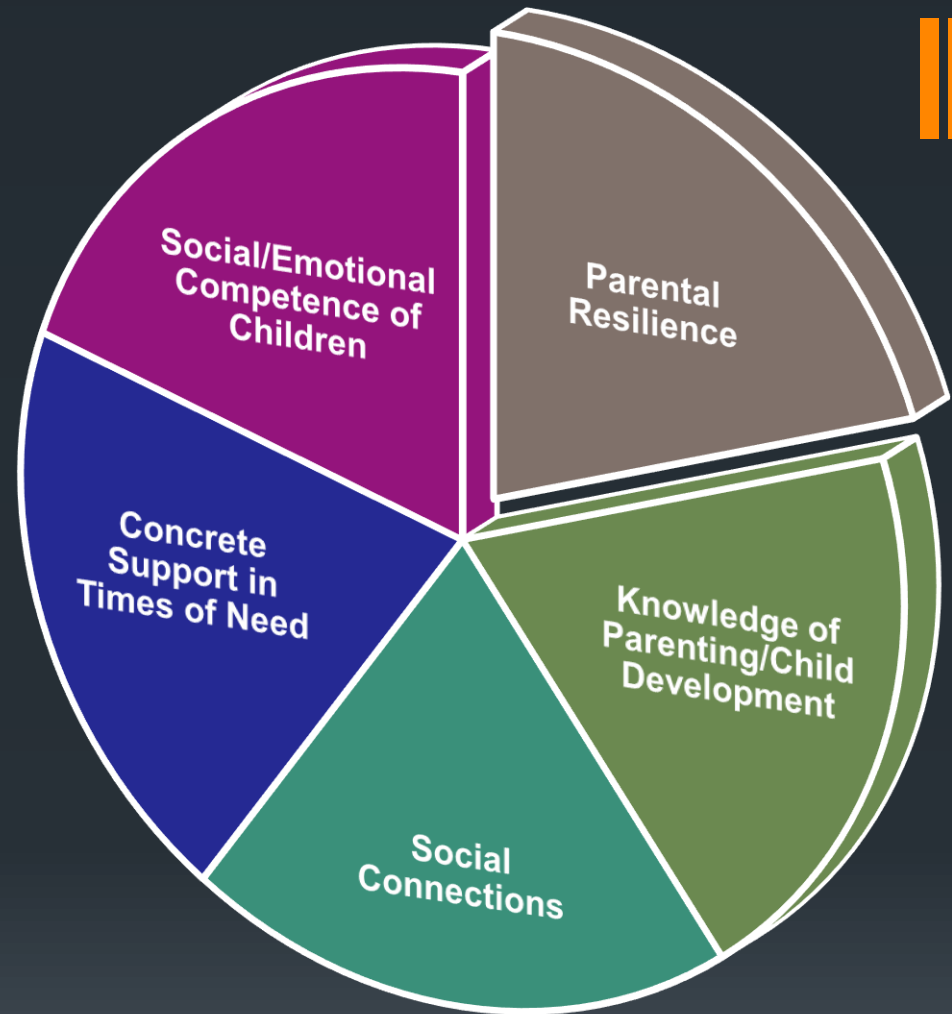 Social/Emotional
Competence of
Children
Parental
Resilience
Concrete
Support in
Times of Need
Knowledge of
Parenting/Child
Development
Social
Connections